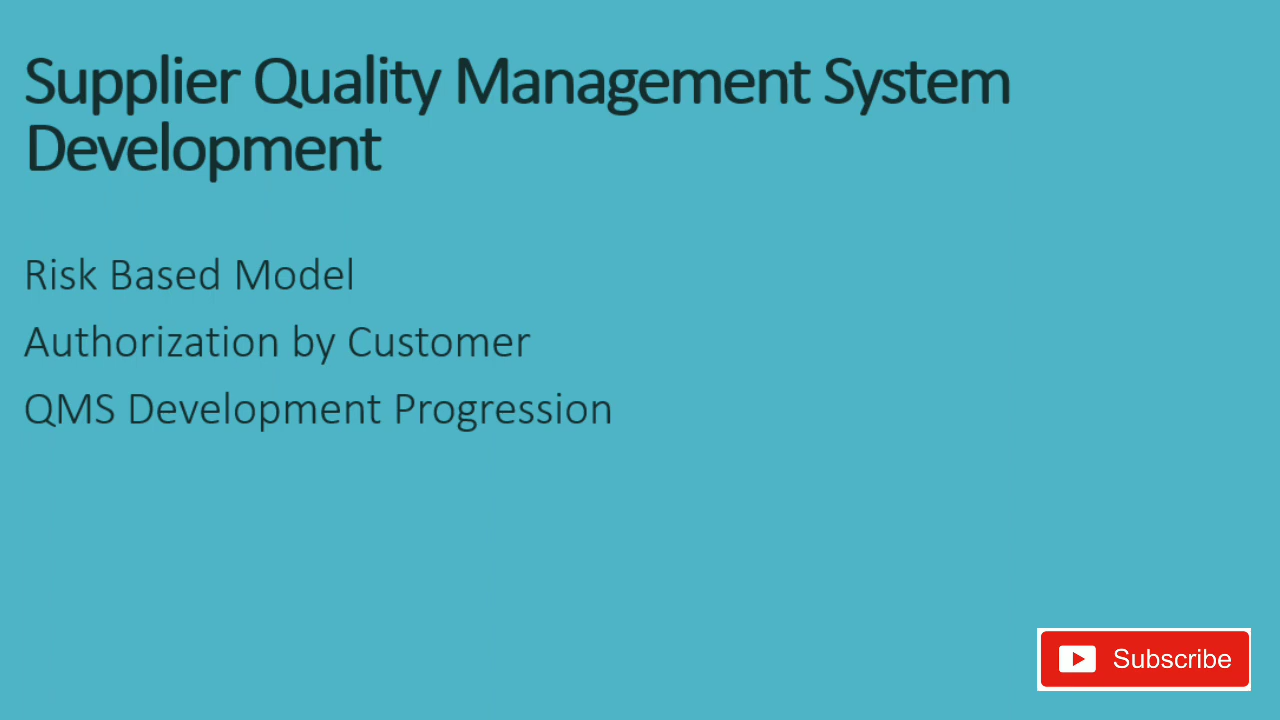 Supplier Quality Management System
Development
Risk Based Model
Authorization by Customer
QMS Development Progression
Subscribe